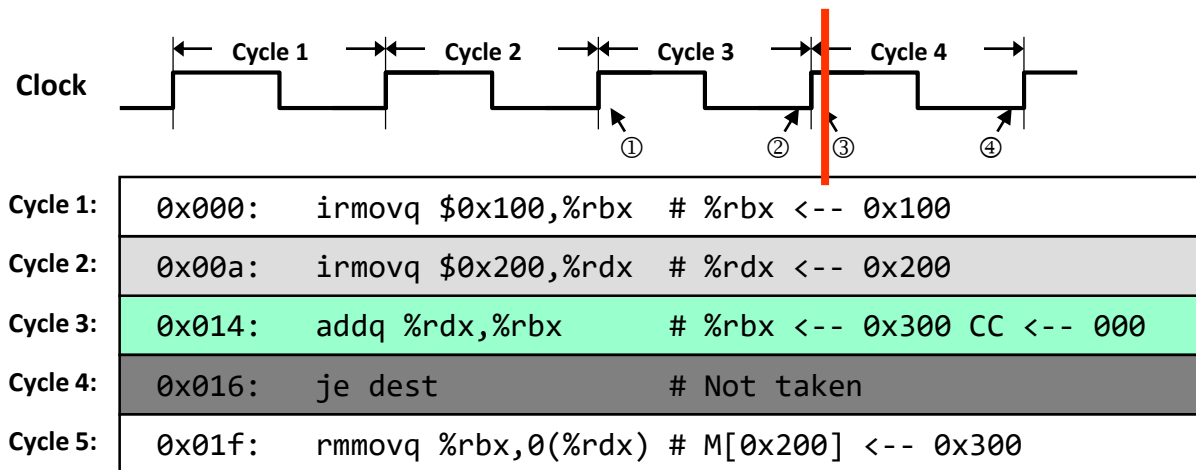 Cycle 1 Cycle 2 Cycle 3 Cycle 4
Clock
① ② ③ ④
Cycle 1: 0x000: irmovq $0x100,%rbx # %rbx <-- 0x100
Cycle 2: 0x00a: irmovq $0x200,%rdx # %rdx <-- 0x200
Cycle 3: 0x014: addq %rdx,%rbx # %rbx <-- 0x300 CC <-- 000
Cycle 4: 0x016: je dest # Not taken
Cycle 5: 0x01f: rmmovq %rbx,0(%rdx) # M[0x200] <-- 0x300